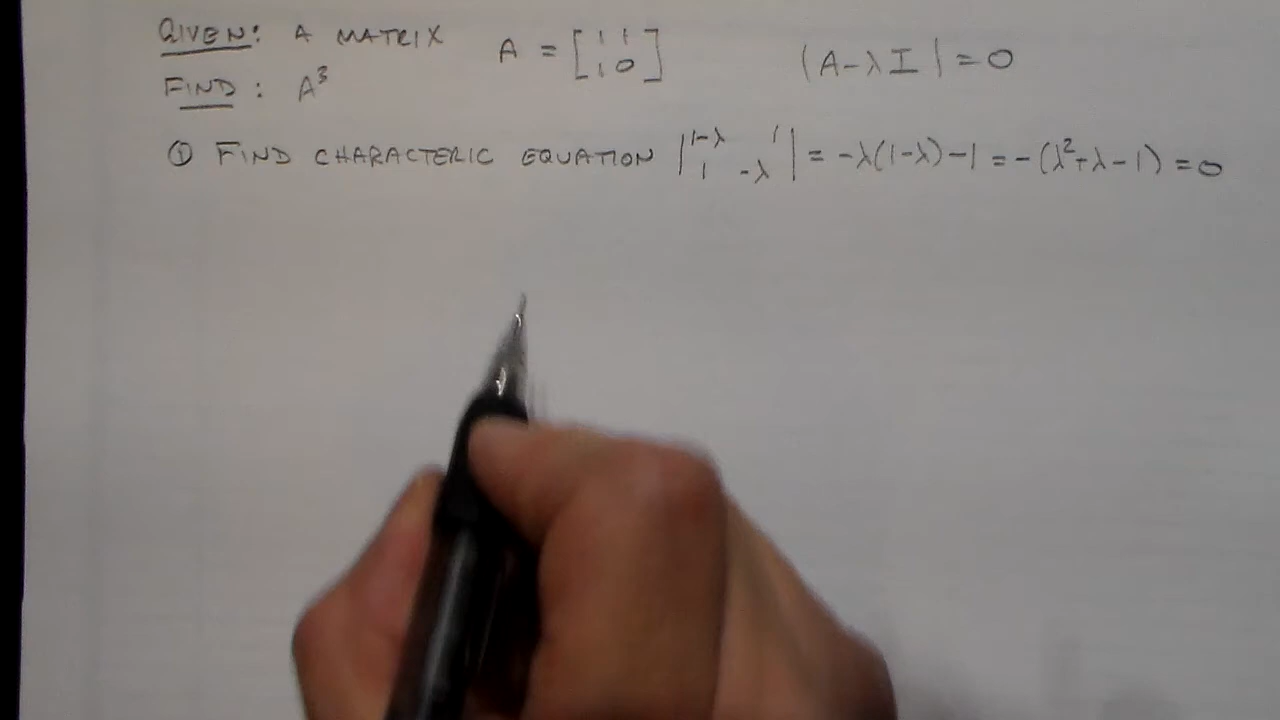 GIVEN: A MATRIX A = [1 1 1 0] |A-λI| = 0
FIND: A³
① FIND CHARACTERIC EQUATION |1-λ 1 1 -λ| = -λ(1-λ)-1 = -(λ²+λ-1) = 0